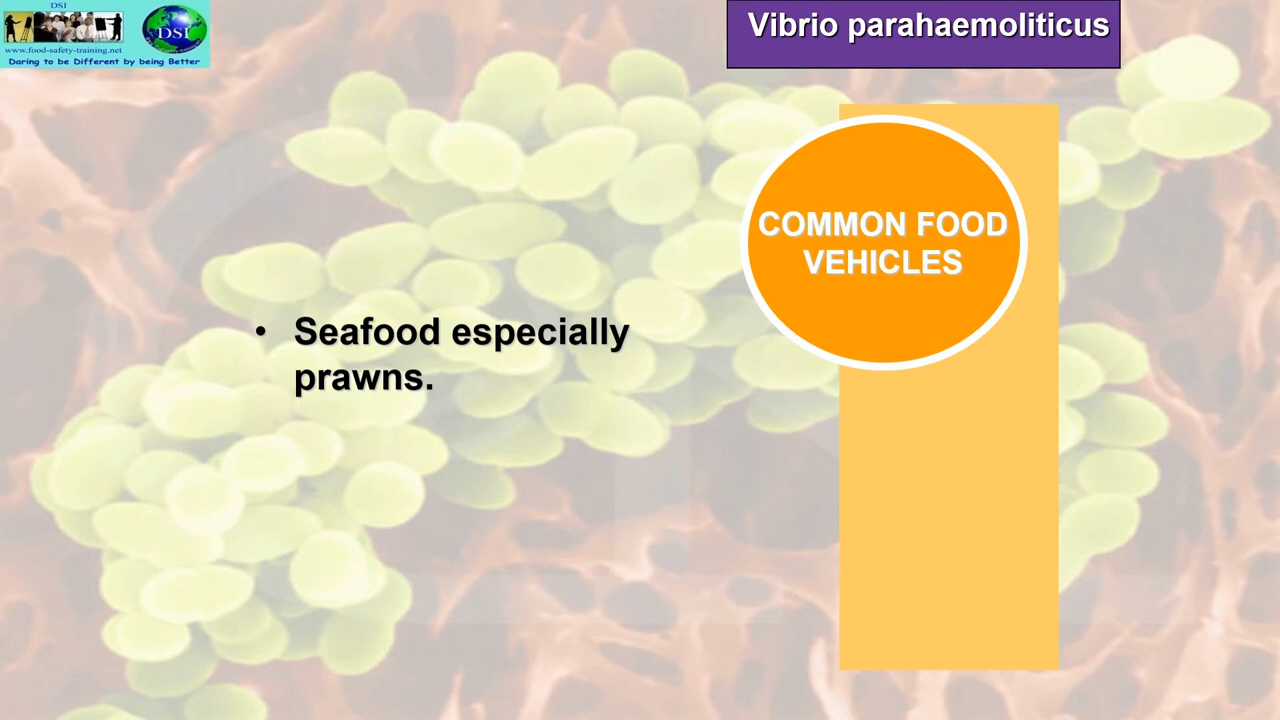 DSI
DSI
www.food-safety-training.net
Daring to be Different by being Better
Vibrio parahaemoliticus
COMMON FOOD
VEHICLES
• Seafood especially
prawns.